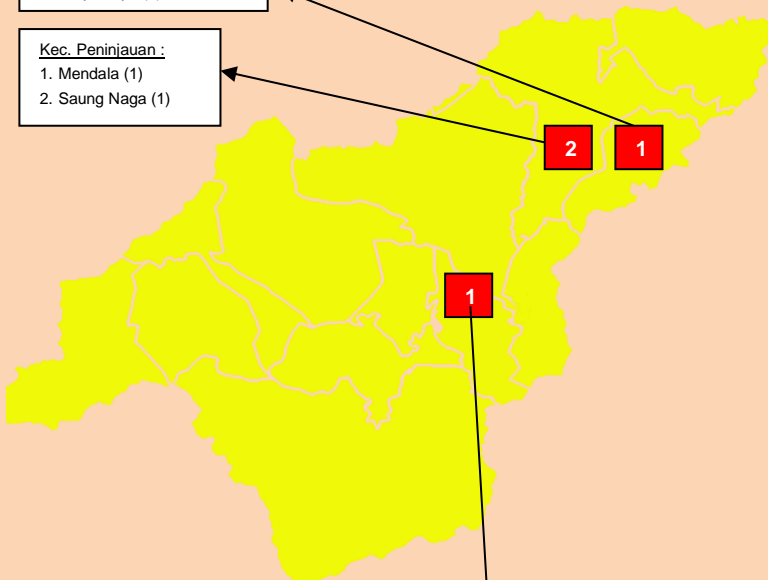 Kec. Peninjauan :
1. Mendala (1)
2. Saung Naga (1)
2
1
1